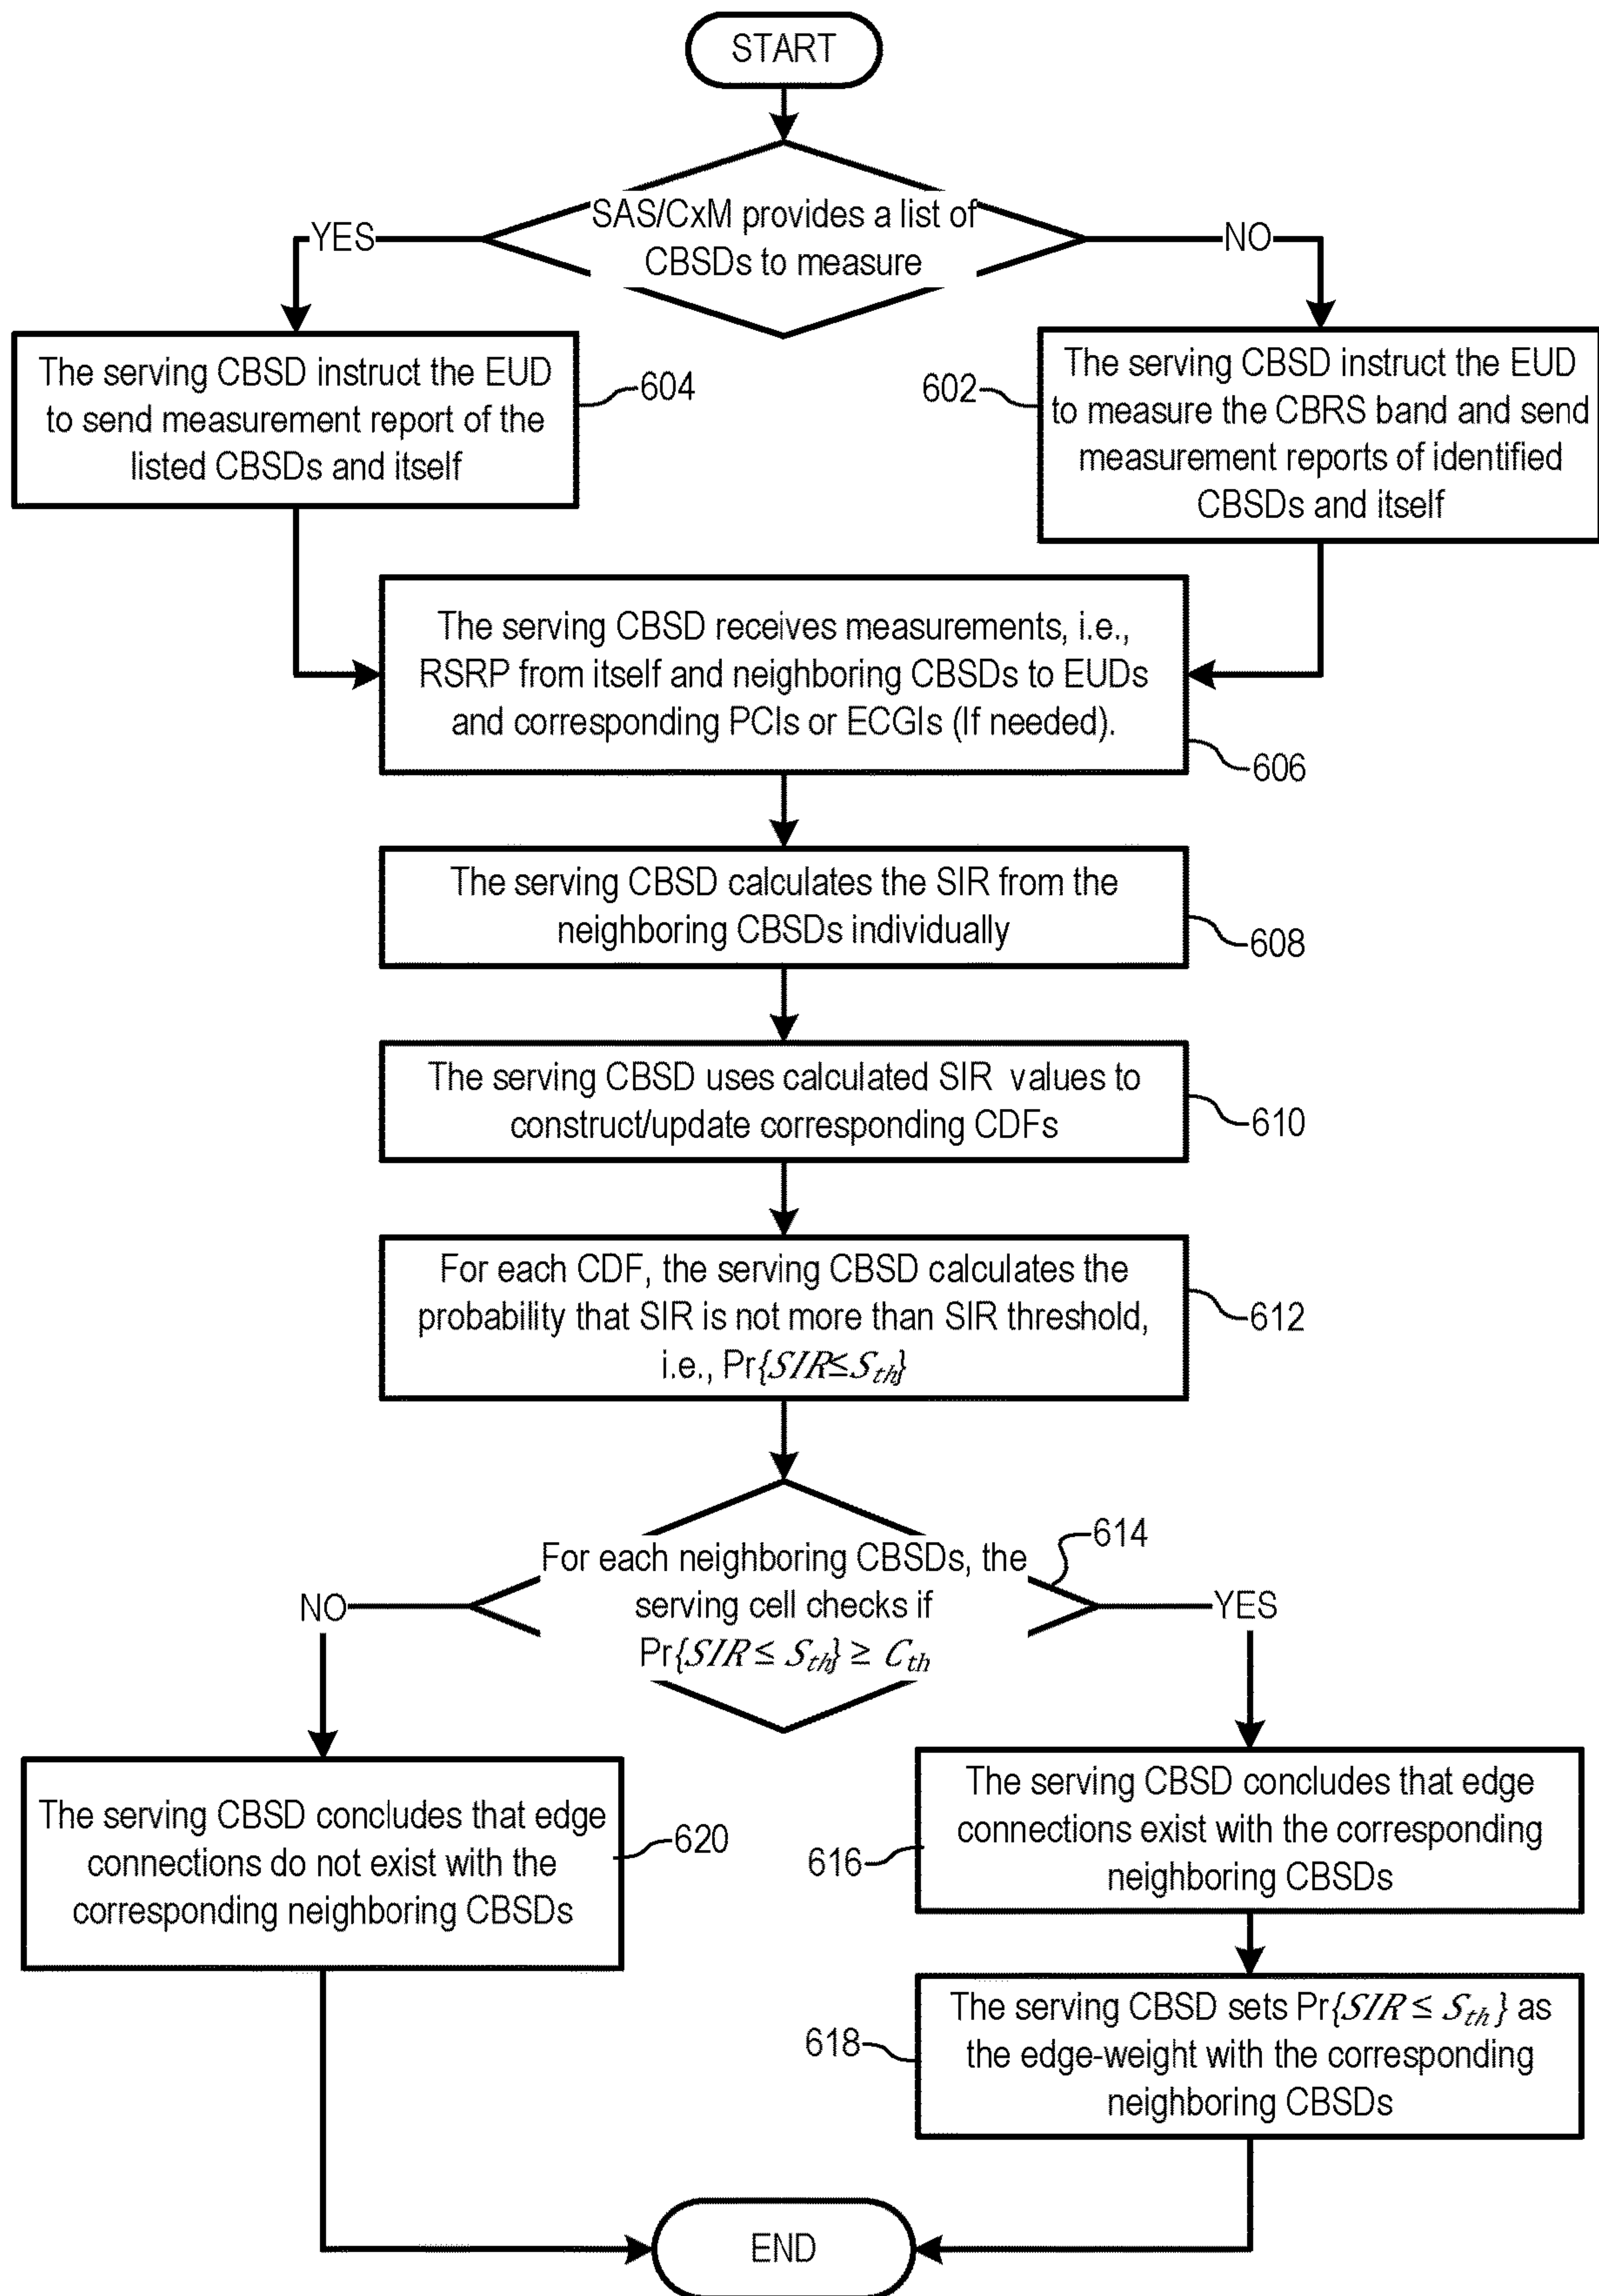 START
SAS/CxM provides a list of
CBSDs to measure
YES
NO
The serving CBSD instruct the EUD
to send measurement report of the
listed CBSDs and itself
604
602
The serving CBSD instruct the EUD
to measure the CBRS band and send
measurement reports of identified
CBSDs and itself
The serving CBSD receives measurements, i.e.,
RSRP from itself and neighboring CBSDs to EUDs
and corresponding PCIs or ECGIs (If needed).
606
The serving CBSD calculates the SIR from the
neighboring CBSDs individually
608
The serving CBSD uses calculated SIR values to
construct/update corresponding CDFs
610
For each CDF, the serving CBSD calculates the
probability that SIR is not more than SIR threshold,
i.e., Pr{SIR≤S_th}
612
For each neighboring CBSDs, the
serving cell checks if
Pr{SIR ≤ S_th} ≥ C_th
614
NO
YES
The serving CBSD concludes that edge
connections do not exist with the
corresponding neighboring CBSDs
620
616
The serving CBSD concludes that edge
connections exist with the corresponding
neighboring CBSDs
618
The serving CBSD sets Pr{SIR ≤ S_th} as
the edge-weight with the corresponding
neighboring CBSDs
END